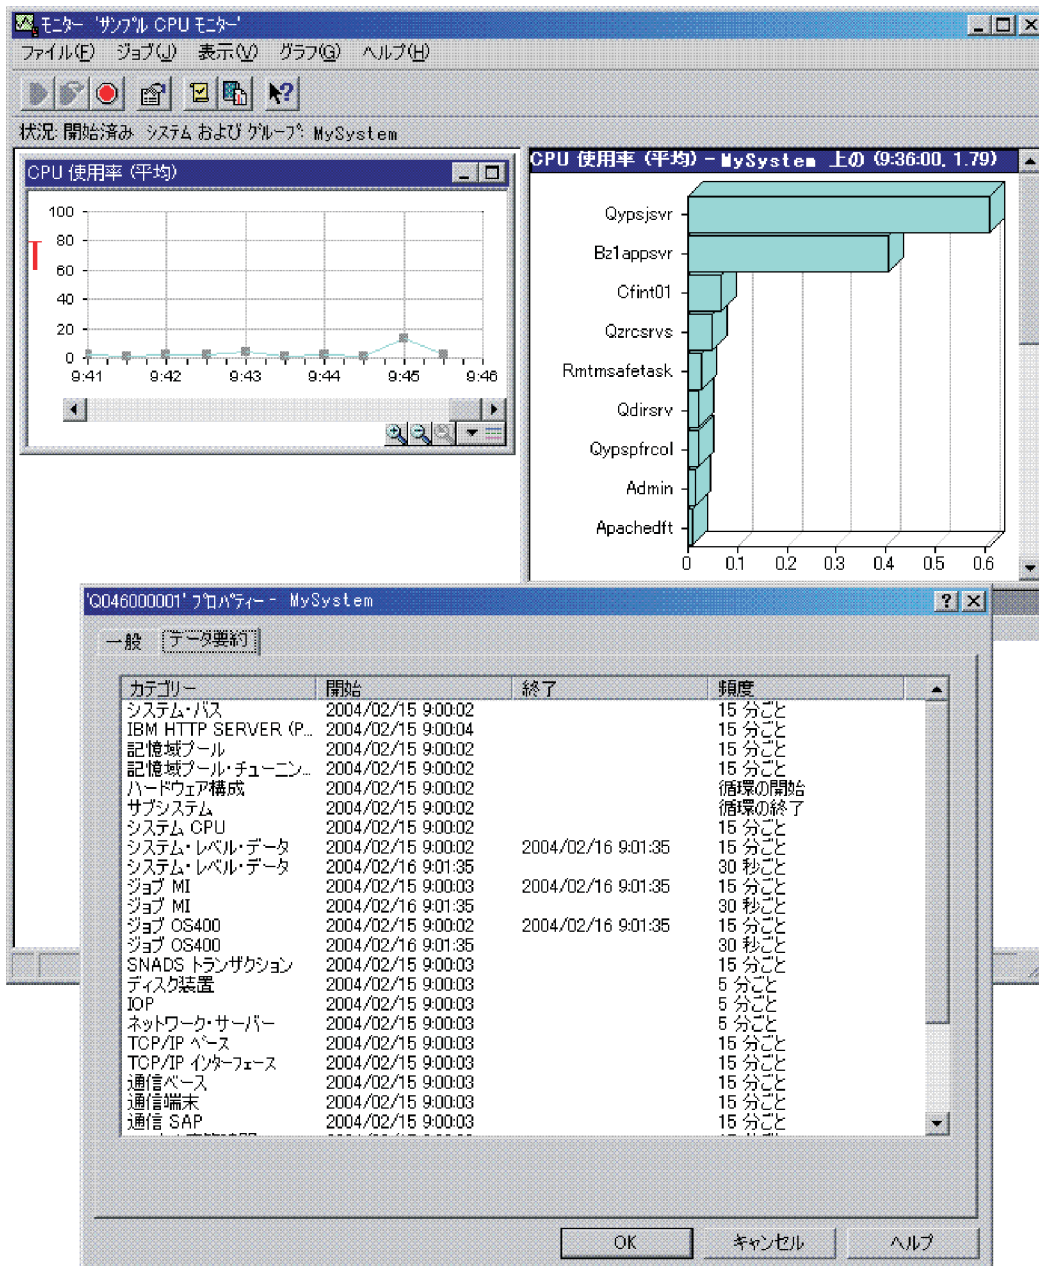 モニター 'サンプル CPU モニター'
ファイル(F) ジョブ(J) 表示(V) グラフ(G) ヘルプ(H)
状況: 開始済み システム および グループ: MySystem
CPU 使用率 (平均)
100
80
60
40
20
0
9:41 9:42 9:43 9:44 9:45 9:46
CPU 使用率 (平均) - MySystem 上の (9:36:00, 1.79)
Qypsjsvr
Bz1appsvr
Cfint01
Qzrcsrvs
Rmtmsafetask
Qdirsrv
Qypspfrcol
Admin
Apachedft
0 0.1 0.2 0.3 0.4 0.5 0.6
'Q046000001' プロパティー - MySystem
一般 データ要約
カテゴリー 開始 終了 頻度
システム・バス 2004/02/15 9:00:02 15 分ごと
IBM HTTP SERVER (P... 2004/02/15 9:00:04 15 分ごと
記憶域プール 2004/02/15 9:00:02 15 分ごと
記憶域プール・チューニン... 2004/02/15 9:00:02 15 分ごと
ハードウェア構成 2004/02/15 9:00:02 循環の開始
サブシステム 2004/02/15 9:00:02 循環の終了
システム CPU 2004/02/15 9:00:02 15 分ごと
システム・レベル・データ 2004/02/15 9:00:02 2004/02/16 9:01:35 15 分ごと
システム・レベル・データ 2004/02/16 9:01:35 30 秒ごと
ジョブ MI 2004/02/15 9:00:03 2004/02/16 9:01:35 15 分ごと
ジョブ MI 2004/02/16 9:01:35 30 秒ごと
ジョブ OS400 2004/02/15 9:00:02 2004/02/16 9:01:35 15 分ごと
ジョブ OS400 2004/02/16 9:01:35 30 秒ごと
SNADS トランザクション 2004/02/15 9:00:03 15 分ごと
ディスク装置 2004/02/15 9:00:03 5 分ごと
IOP 2004/02/15 9:00:03 5 分ごと
ネットワーク・サーバー 2004/02/15 9:00:03 5 分ごと
TCP/IP ベース 2004/02/15 9:00:03 15 分ごと
TCP/IP インターフェース 2004/02/15 9:00:03 15 分ごと
通信ベース 2004/02/15 9:00:03 15 分ごと
通信端末 2004/02/15 9:00:03 15 分ごと
通信 SAP 2004/02/15 9:00:03 15 分ごと
OK キャンセル ヘルプ